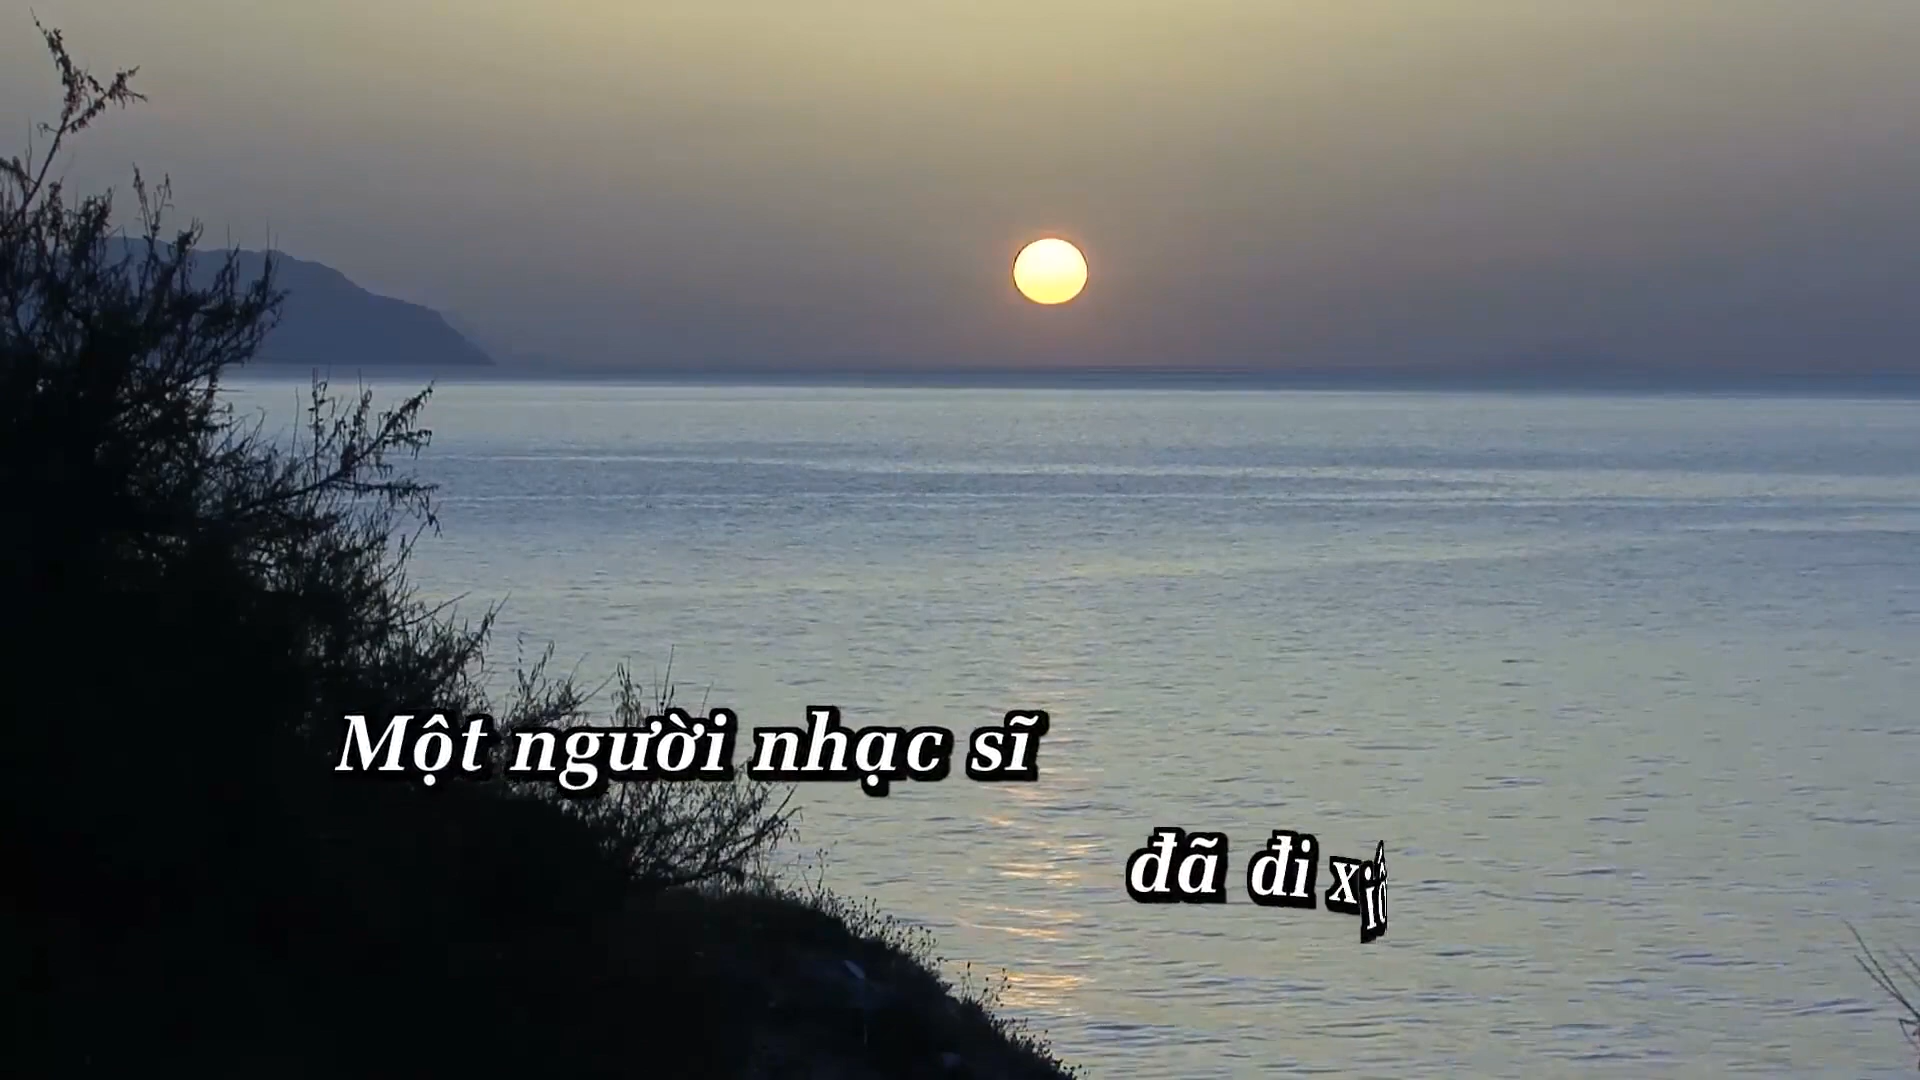 Một người nhạc sĩ
đã đi